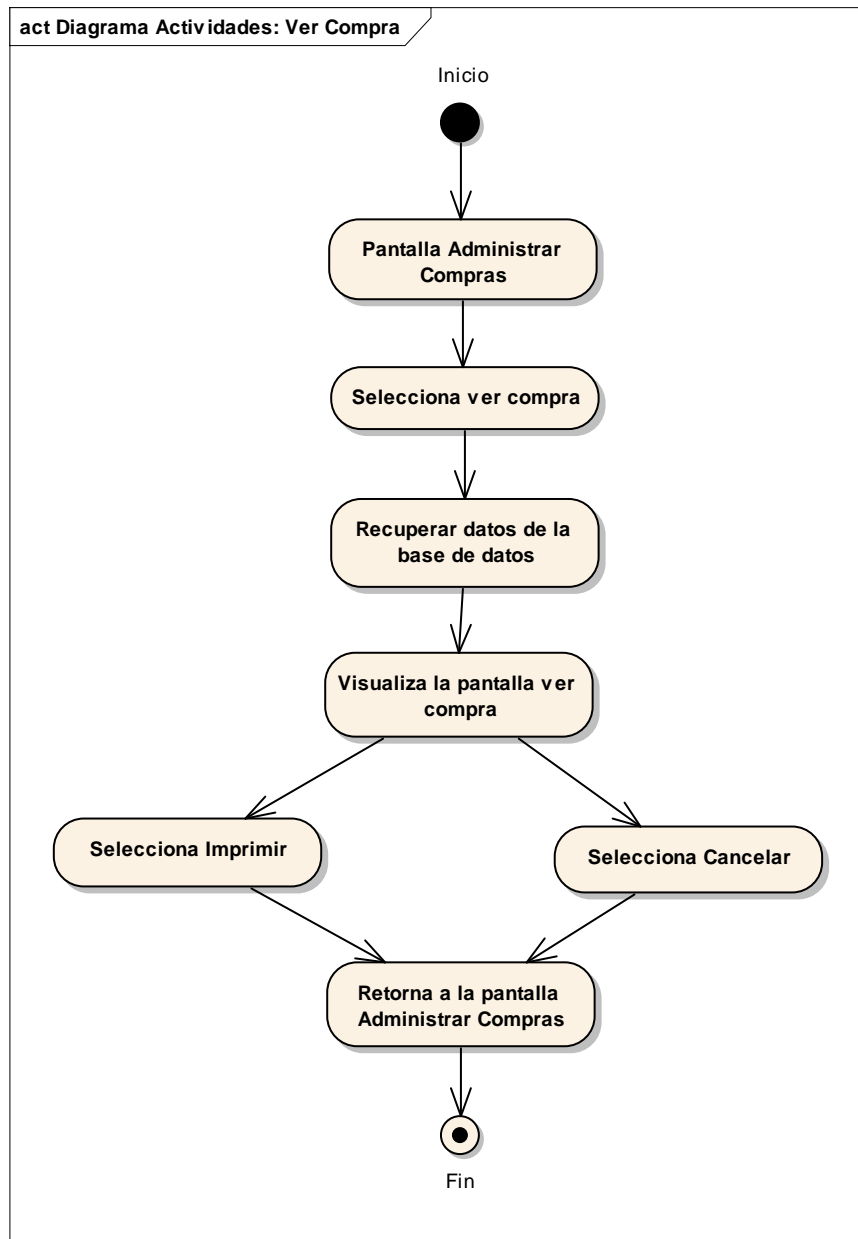 act Diagrama Actividades: Ver Compra
Inicio
Pantalla Administrar
Compras
Selecciona ver compra
Recuperar datos de la
base de datos
Visualiza la pantalla ver
compra
Selecciona Imprimir
Selecciona Cancelar
Retorna a la pantalla
Administrar Compras
Fin